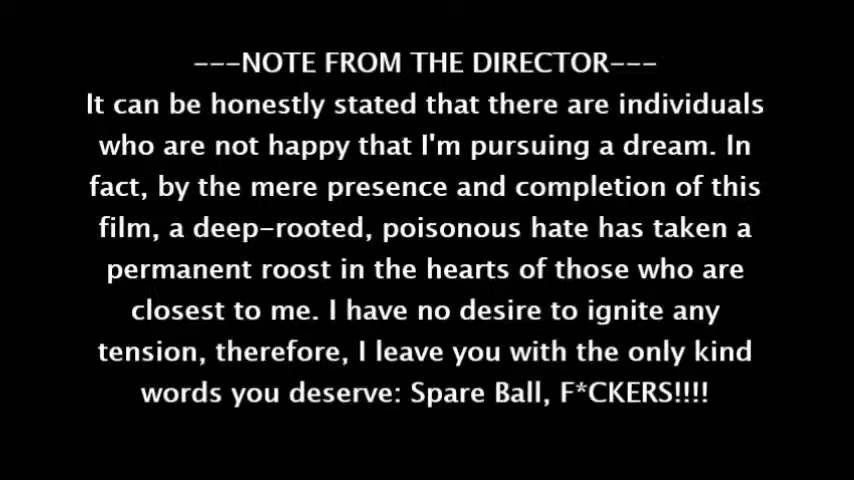 ---NOTE FROM THE DIRECTOR---
It can be honestly stated that there are individuals
who are not happy that I'm pursuing a dream. In
fact, by the mere presence and completion of this
film, a deep-rooted, poisonous hate has taken a
permanent roost in the hearts of those who are
closest to me. I have no desire to ignite any
tension, therefore, I leave you with the only kind
words you deserve: Spare Ball, F*CKERS!!!!